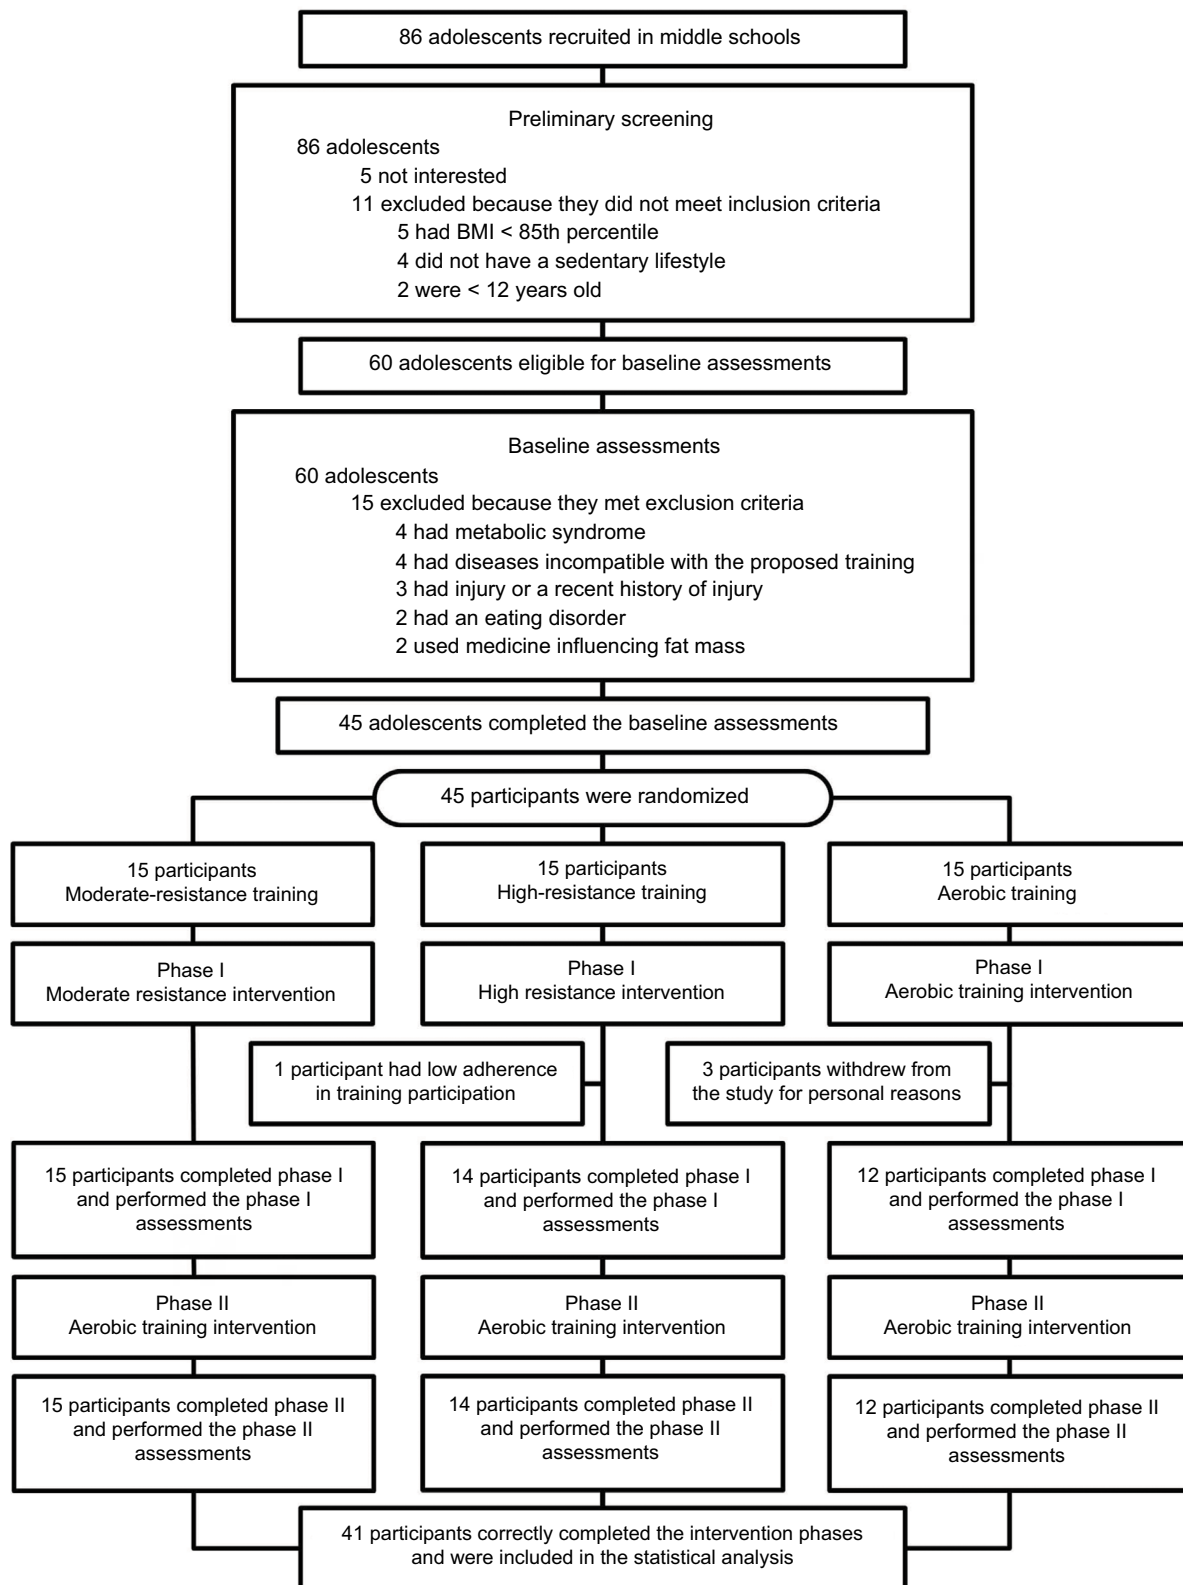 86 adolescents recruited in middle schools
Preliminary screening
86 adolescents
5 not interested
11 excluded because they did not meet inclusion criteria
5 had BMI < 85th percentile
4 did not have a sedentary lifestyle
2 were < 12 years old
60 adolescents eligible for baseline assessments
Baseline assessments
60 adolescents
15 excluded because they met exclusion criteria
4 had metabolic syndrome
4 had diseases incompatible with the proposed training
3 had injury or a recent history of injury
2 had an eating disorder
2 used medicine influencing fat mass
45 adolescents completed the baseline assessments
45 participants were randomized
15 participants
Moderate-resistance training
15 participants
High-resistance training
15 participants
Aerobic training
Phase I
Moderate resistance intervention
Phase I
High resistance intervention
Phase I
Aerobic training intervention
1 participant had low adherence
in training participation
3 participants withdrew from
the study for personal reasons
15 participants completed phase I
and performed the phase I
assessments
14 participants completed phase I
and performed the phase I
assessments
12 participants completed phase I
and performed the phase I
assessments
Phase II
Aerobic training intervention
Phase II
Aerobic training intervention
Phase II
Aerobic training intervention
15 participants completed phase II
and performed the phase II
assessments
14 participants completed phase II
and performed the phase II
assessments
12 participants completed phase II
and performed the phase II
assessments
41 participants correctly completed the intervention phases
and were included in the statistical analysis